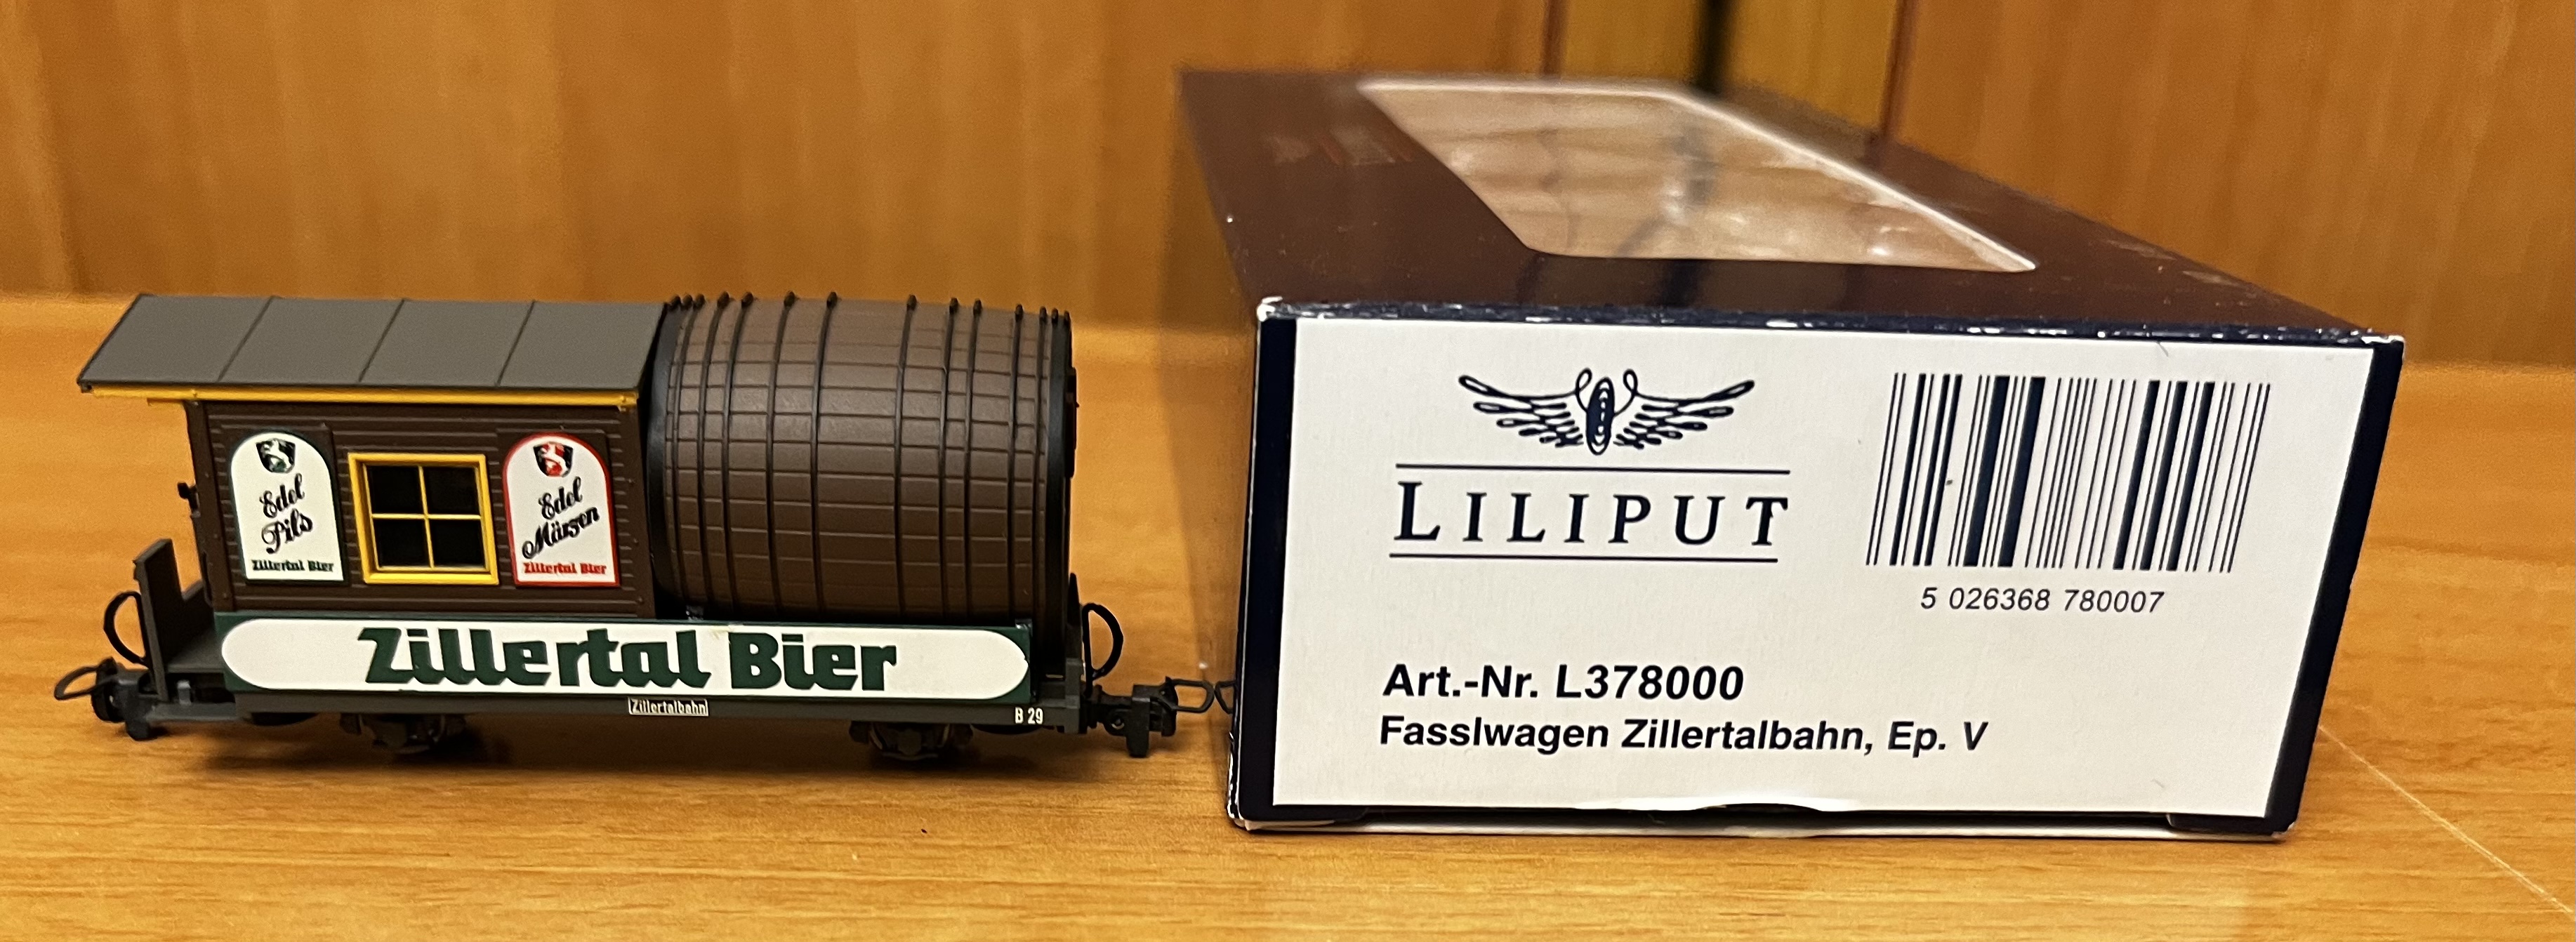 Edel
Pils
Zillertal Bier
Edel
Märzen
Zillertal Bier
Zillertal Bier
Zillertalbahn
B 29
LILIPUT
5 026368 780007
Art.-Nr. L378000
Fasslwagen Zillertalbahn, Ep. V